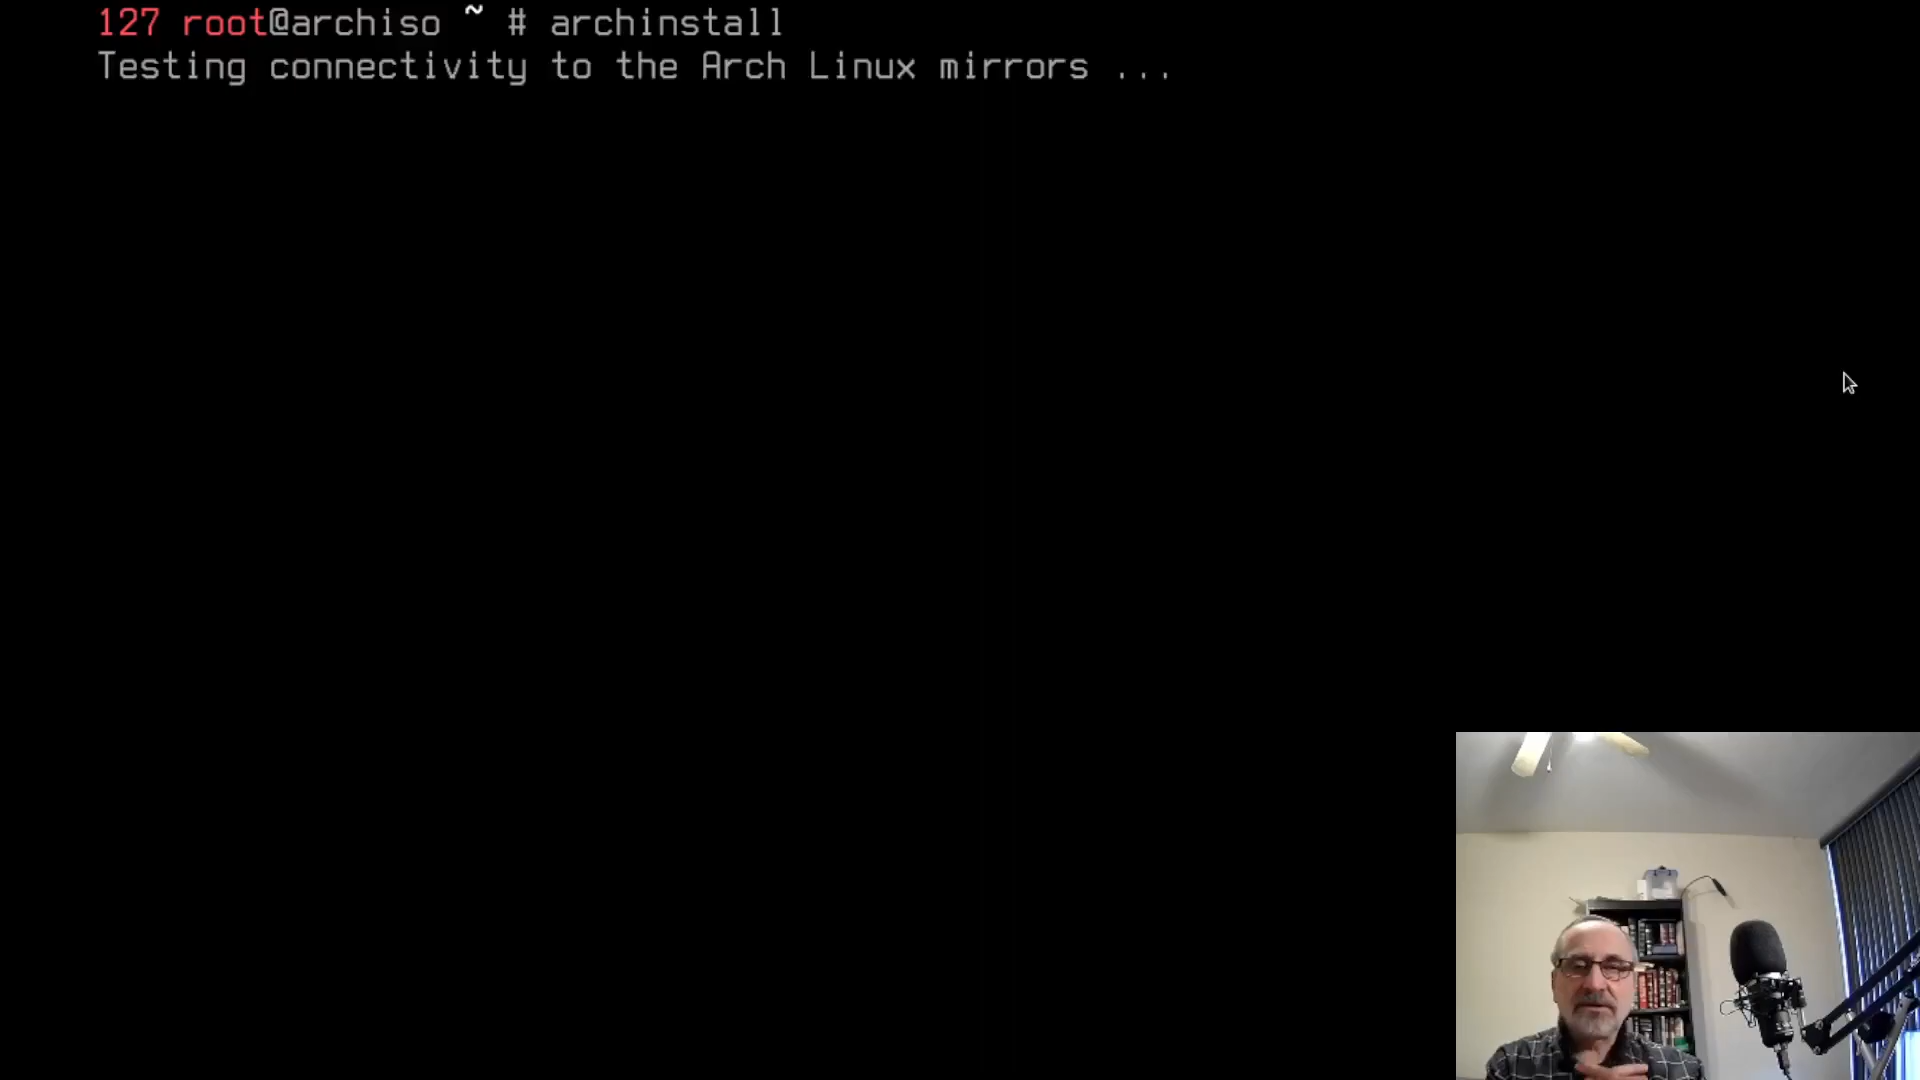 127 root@archiso ~ # archinstall
Testing connectivity to the Arch Linux mirrors ...